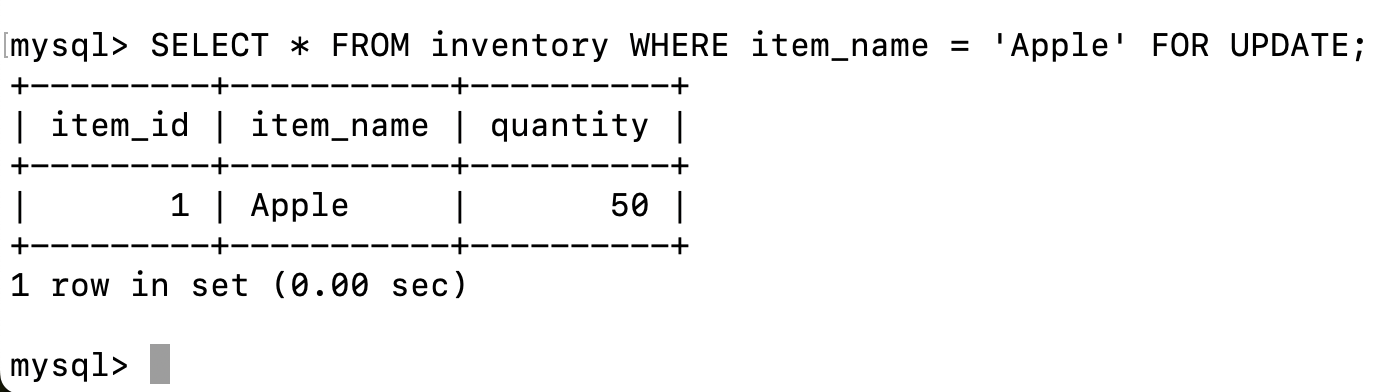 [mysql> SELECT * FROM inventory WHERE item_name = 'Apple' FOR UPDATE;
+---------+-----------+----------+
| item_id | item_name | quantity |
+---------+-----------+----------+
|       1 | Apple     |       50 |
+---------+-----------+----------+
1 row in set (0.00 sec)
mysql>